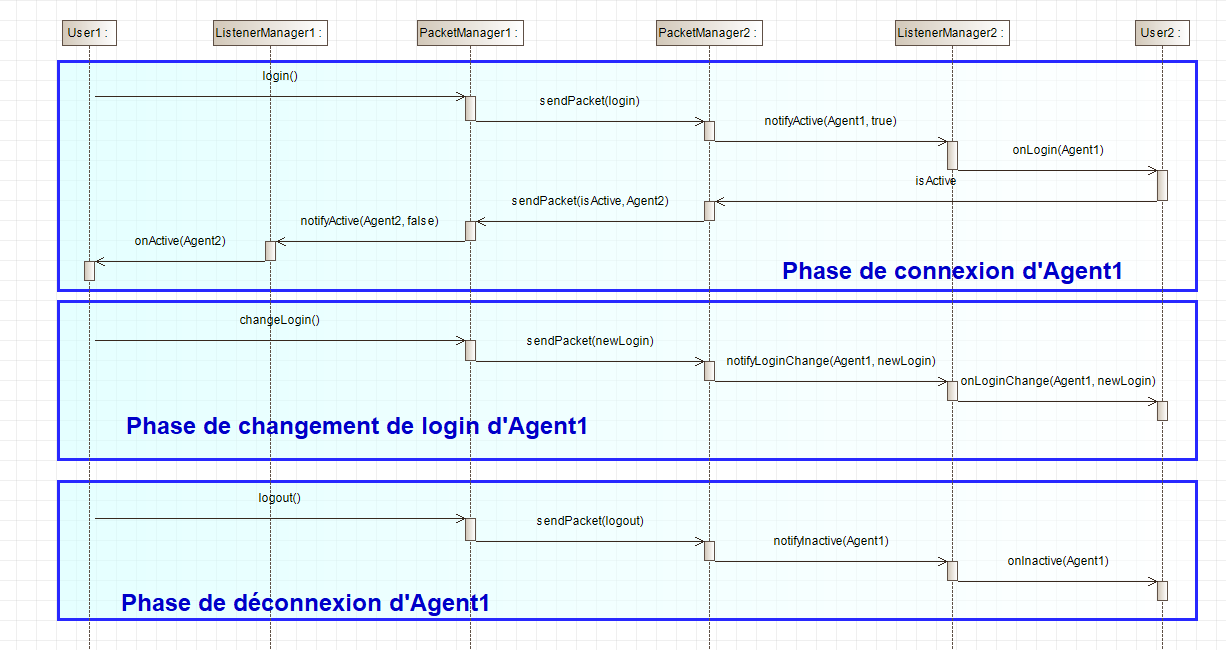 User1 :
ListenerManager1 :
PacketManager1 :
PacketManager2 :
ListenerManager2 :
User2 :
login()
sendPacket(login)
notifyActive(Agent1, true)
onLogin(Agent1)
isActive
sendPacket(isActive, Agent2)
notifyActive(Agent2, false)
onActive(Agent2)
Phase de connexion d'Agent1
changeLogin()
sendPacket(newLogin)
notifyLoginChange(Agent1, newLogin)
onLoginChange(Agent1, newLogin)
Phase de changement de login d'Agent1
logout()
sendPacket(logout)
notifyInactive(Agent1)
onInactive(Agent1)
Phase de déconnexion d'Agent1